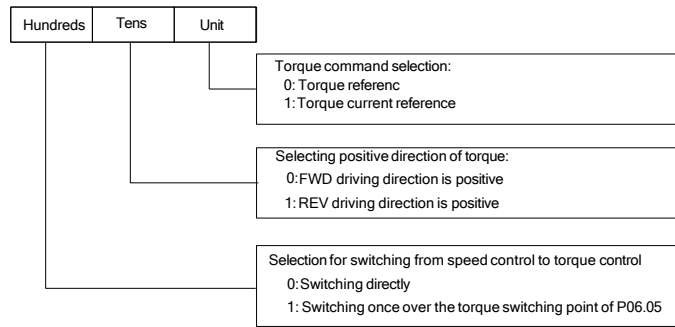 Hundreds Tens Unit
Torque command selection:
0: Torque referenc
1: Torque current reference
Selecting positive direction of torque:
0:FWD driving direction is positive
1: REV driving direction is positive
Selection for switching from speed control to torque control
0:Switching directly
1: Switching once over the torque switching point of P06.05